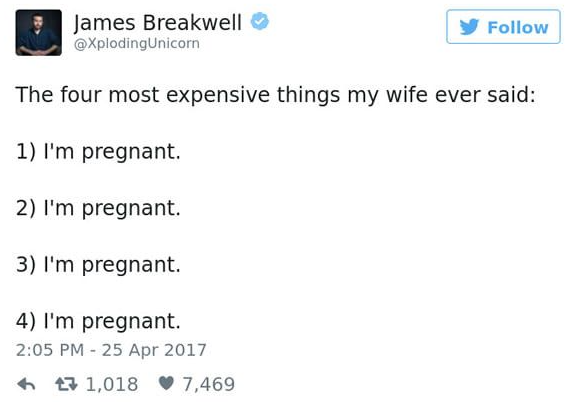 James Breakwell
@XplodingUnicorn
Follow
The four most expensive things my wife ever said:
1) I'm pregnant.
2) I'm pregnant.
3) I'm pregnant.
4) I'm pregnant.
2:05 PM - 25 Apr 2017
1,018 7,469